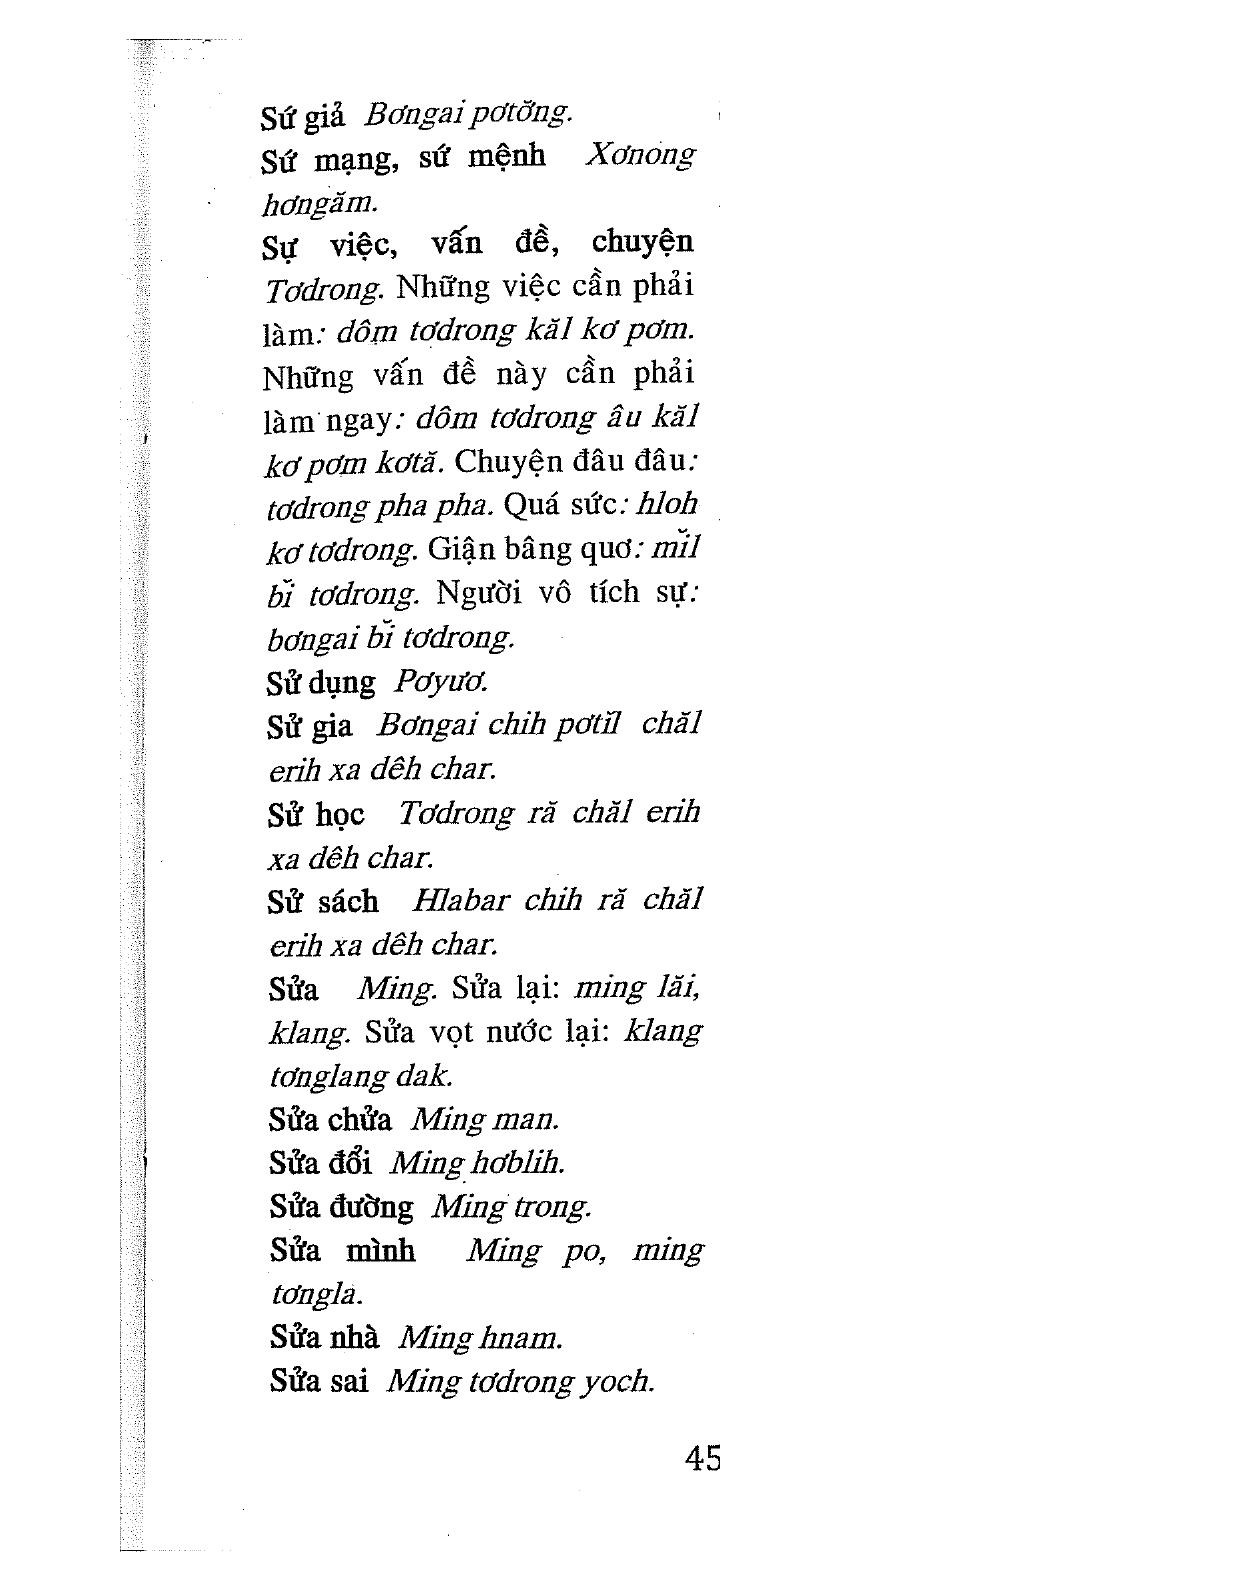 Sứ giả Bơngai pơtơ̆ng.
Sứ mạng, sứ mệnh Xơnong
hơngăm.
Sự việc, vấn đề, chuyện
Tơdrong. Những việc cần phải
làm: dôm tơdrong kăl kơ pơm.
Những vấn đề này cần phải
làm ngay: dôm tơdrong âu kăl
kơ pơm kơtă. Chuyện đâu đâu:
tơdrong pha pha. Quá sức: hloh
kơ tơdrong. Giận bâng quơ: mĭl
bĭ tơdrong. Người vô tích sự:
bơngai bĭ tơdrong.
Sử dụng Pơyươ.
Sử gia Bơngai chih pơtĭl chăl
erih xa dêh char.
Sử học Tơdrong ră chăl erih
xa dêh char.
Sử sách Hlabar chih ră chăl
erih xa dêh char.
Sửa Ming. Sửa lại: ming lăi,
klang. Sửa vọt nước lại: klang
tơnglang dak.
Sửa chửa Ming man.
Sửa đổi Ming hơblih.
Sửa đường Ming trong.
Sửa mình Ming po, ming
tơngla.
Sửa nhà Ming hnam.
Sửa sai Ming tơdrong yoch.
45